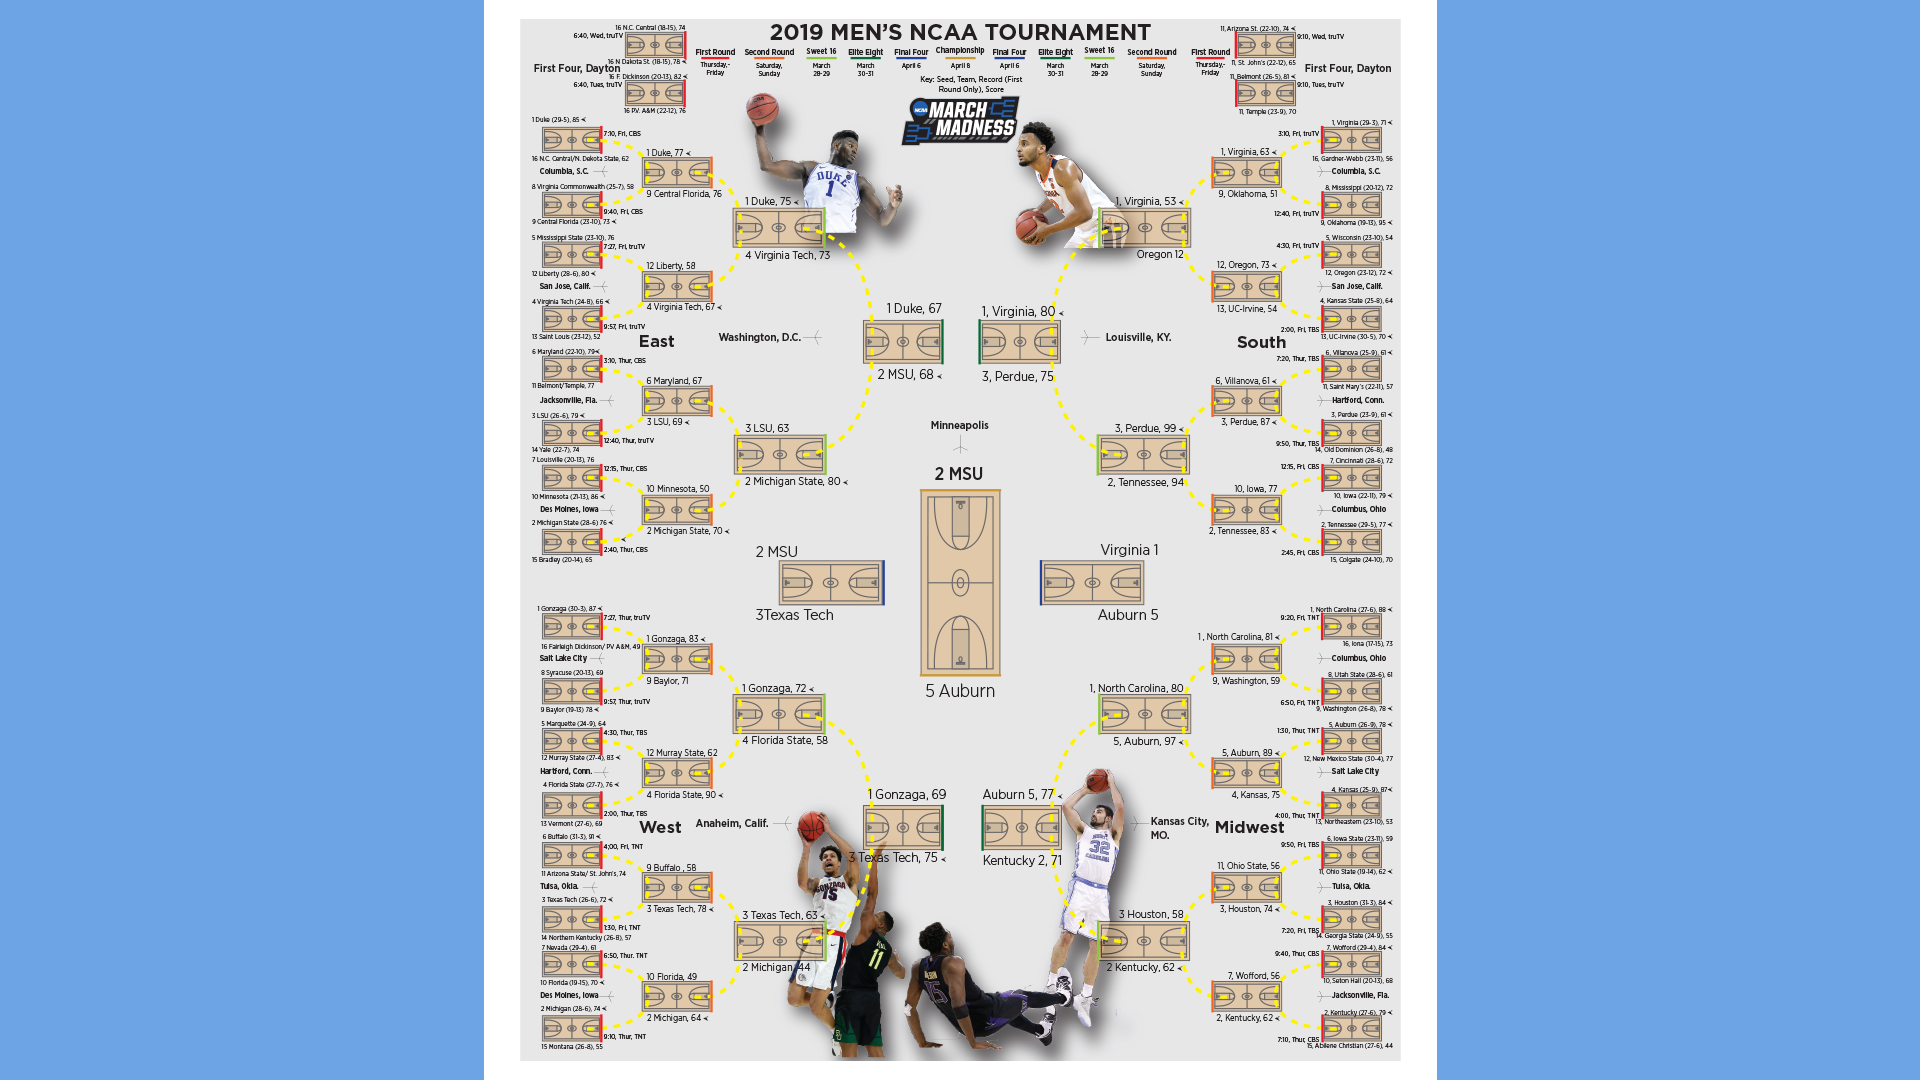 2019 MEN'S NCAA TOURNAMENT
First Round
Thursday,-
Friday
Second Round
Saturday,
Sunday
Sweet 16
March
28-29
Elite Eight
March
30-31
Final Four
April 6
Championship
April 8
Final Four
April 6
Elite Eight
March
30-31
Sweet 16
March
28-29
Second Round
Saturday,
Sunday
First Round
Thursday,-
Friday
Key: Seed, Team, Record (First
Round Only), Score
NCAA
MARCH
MADNESS
16 N.C. Central (18-15), 74
6:40, Wed, truTV
16 N Dakota St. (18-15), 78
First Four, Dayton
16 F. Dickinson (20-13), 82
6:40, Tues, truTV
16 PV. A&M (22-12), 76
11, Arizona St. (22-10), 74
9:10, Wed, truTV
11, St. John's (22-12), 65
First Four, Dayton
11, Belmont (26-5), 81
9:10, Tues, truTV
11, Temple (23-9), 70
1 Duke (29-5), 85
7:10, Fri, CBS
16 N.C. Central/N. Dekota State, 62
Columbia, S.C.
8 Virginia Commonwealth (25-7), 58
9:40, Fri, CBS
9 Central Florida (23-10), 73
5 Mississippi State (23-10), 76
7:27, Fri, truTV
12 Liberty (28-6), 80
San Jose, Calif.
4 Virginia Tech (24-8), 66
9:57, Fri, truTV
13 Saint Louis (23-12), 52
6 Maryland (22-10), 79
3:10, Thur, CBS
11 Belmont/Temple, 77
Jacksonville, Fla.
3 LSU (26-6), 79
12:40, Thur, truTV
14 Yale (22-7), 74
7 Louisville (20-13), 76
12:15, Thur, CBS
10 Minnesota (21-13), 86
Des Moines, Iowa
2 Michigan State (28-6) 76
2:40, Thur, CBS
15 Bradley (20-14), 65
1 Duke, 77
9 Central Florida, 76
12 Liberty, 58
4 Virginia Tech, 67
East
6 Maryland, 67
3 LSU, 69
10 Minnesota, 50
2 Michigan State, 70
1 Duke, 75
4 Virginia Tech, 73
Washington, D.C.
3 LSU, 63
2 Michigan State, 80
1 Duke, 67
2 MSU, 68
1, Virginia, 80
3, Perdue, 75
Louisville, KY.
1, Virginia, 53
Oregon 12
3, Perdue, 99
2, Tennessee, 94
1, Virginia, 63
9, Oklahoma, 51
12, Oregon, 73
13, UC-Irvine, 54
South
6, Villanova, 61
3, Perdue, 87
10, Iowa, 77
2, Tennessee, 83
1, Virginia (29-3), 71
3:10, Fri, truTV
16, Gardner-Webb (23-11), 56
Columbia, S.C.
8, Mississippi (20-12), 72
12:40, Fri, truTV
9, Oklahoma (19-13), 95
5, Wisconsin (23-10), 54
4:30, Fri, truTV
12, Oregon (23-12), 72
San Jose, Calif.
4, Kansas State (25-8), 64
2:00, Fri, TBS
13, UC-Irvine (30-5), 70
6, Villanova (25-9), 61
7:20, Thur, TBS
11, Saint Mary's (22-11), 57
Hartford, Conn.
3, Perdue (23-9), 61
9:50, Thur, TBS
14, Old Dominion (26-8), 48
7, Cincinnati (28-6), 72
12:15, Fri, CBS
10, Iowa (22-11), 79
Columbus, Ohio
2, Tennessee (29-5), 77
2:45, Fri, CBS
15, Colgate (24-10), 70
Minneapolis
2 MSU
5 Auburn
2 MSU
3Texas Tech
Virginia 1
Auburn 5
1 Gonzaga (30-3), 87
7:27, Thur, truTV
16 Fairleigh Dickinson/ PV A&M, 49
Salt Lake City
8 Syracuse (20-13), 69
9:57, Thur, truTV
9 Baylor (19-13) 78
5 Marquette (24-9), 64
4:30, Thur, TBS
12 Murray State (27-4), 83
Hartford, Conn.
4 Florida State (27-7), 76
2:00, Thur, TBS
13 Vermont (27-6), 69
6 Buffalo (31-3), 91
4:00, Fri, TNT
11 Arizona State/ St. John's, 74
Tulsa, Okla.
3 Texas Tech (26-6), 72
1:30, Fri, TNT
14 Northern Kentucky (26-8), 57
7 Nevada (29-4), 61
6:50, Thur. TNT
10 Florida (19-15), 70
Des Moines, Iowa
2 Michigan (28-6), 74
9:10, Thur, TNT
15 Montana (26-8), 55
1 Gonzaga, 83
9 Baylor, 71
12 Murray State, 62
4 Florida State, 90
West
9 Buffalo , 58
3 Texas Tech, 78
10 Florida, 49
2 Michigan, 64
1 Gonzaga, 72
4 Florida State, 58
Anaheim, Calif.
3 Texas Tech, 63
2 Michigan, 44
1 Gonzaga, 69
3 Texas Tech, 75
Auburn 5, 77
Kentucky 2, 71
Kansas City,
MO.
1, North Carolina, 80
5, Auburn, 97
3 Houston, 58
2 Kentucky, 62
1 , North Carolina, 81
9, Washington, 59
5, Auburn, 89
4, Kansas, 75
Midwest
11, Ohio State, 56
3, Houston, 74
7, Wofford, 56
2, Kentucky, 62
1, North Carolina (27-6), 88
9:20, Fri, TNT
16, Iona (17-15), 73
Columbus, Ohio
8, Utah State (28-6), 61
6:50, Fri, TNT
9, Washington (26-8), 78
5, Auburn (26-9), 78
1:30, Thur, TNT
12, New Mexico State (30-4), 77
Salt Lake City
4, Kansas (25-9), 87
4:00, Thur, TNT
13, Northeastern (23-10), 53
6, Iowa State (23-11), 59
9:50, Fri, TBS
11, Ohio State (19-14), 62
Tulsa, Okla.
3, Houston (31-3), 84
7:20, Fri, TBS
14, Georgia State (24-9), 55
7, Wofford (29-4), 84
9:40, Thur, CBS
10, Seton Hall (20-13), 68
Jacksonville, Fla.
2, Kentucky (27-6), 79
7:10, Thur, CBS
15, Abilene Christian (27-6), 44
DUKE
1
GONZAGA
15
11
15
CAROLINA
32